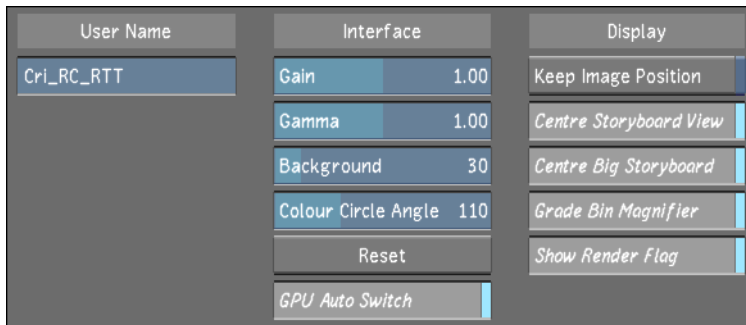 User Name
Cri_RC_RTT
Interface
Gain 1.00
Gamma 1.00
Background 30
Colour Circle Angle 110
Reset
GPU Auto Switch
Display
Keep Image Position
Centre Storyboard View
Centre Big Storyboard
Grade Bin Magnifier
Show Render Flag